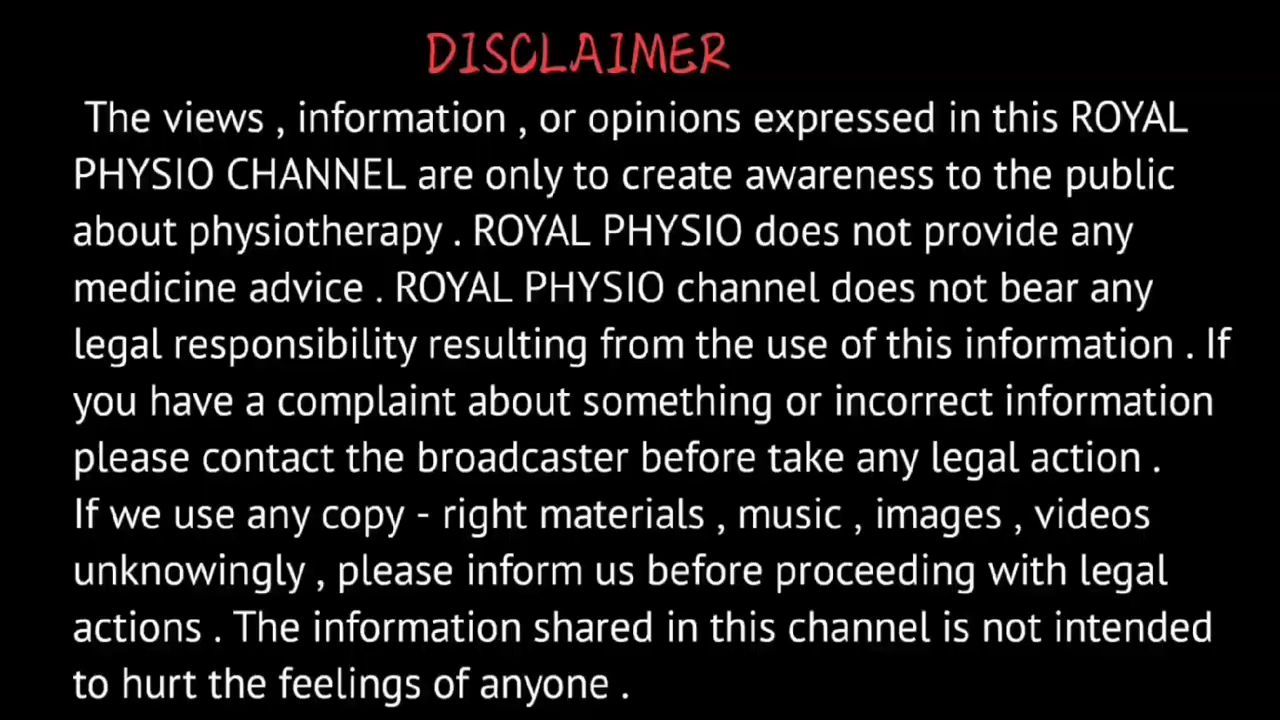 DISCLAIMER
The views , information , or opinions expressed in this ROYAL
PHYSIO CHANNEL are only to create awareness to the public
about physiotherapy . ROYAL PHYSIO does not provide any
medicine advice . ROYAL PHYSIO channel does not bear any
legal responsibility resulting from the use of this information . If
you have a complaint about something or incorrect information
please contact the broadcaster before take any legal action .
If we use any copy - right materials , music , images , videos
unknowingly , please inform us before proceeding with legal
actions . The information shared in this channel is not intended
to hurt the feelings of anyone .